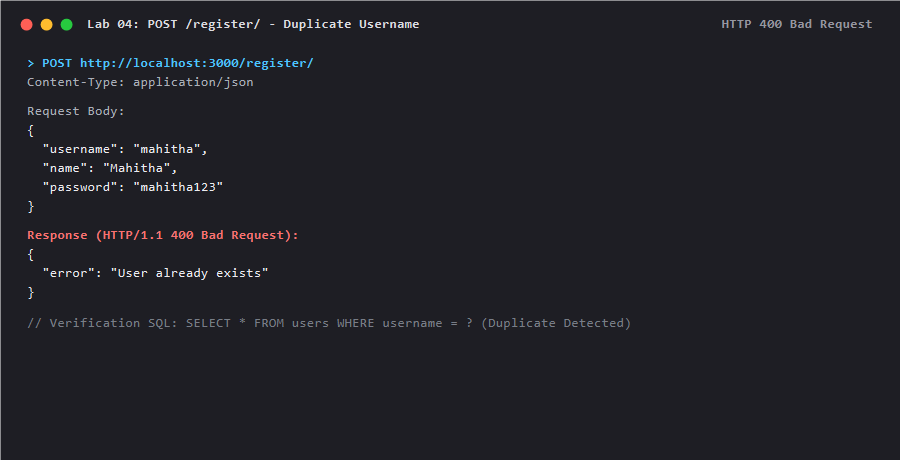 Lab 04: POST /register/ - Duplicate Username
HTTP 400 Bad Request
> POST http://localhost:3000/register/
Content-Type: application/json
Request Body:
{
  "username": "mahitha",
  "name": "Mahitha",
  "password": "mahitha123"
}
Response (HTTP/1.1 400 Bad Request):
{
  "error": "User already exists"
}
// Verification SQL: SELECT * FROM users WHERE username = ? (Duplicate Detected)